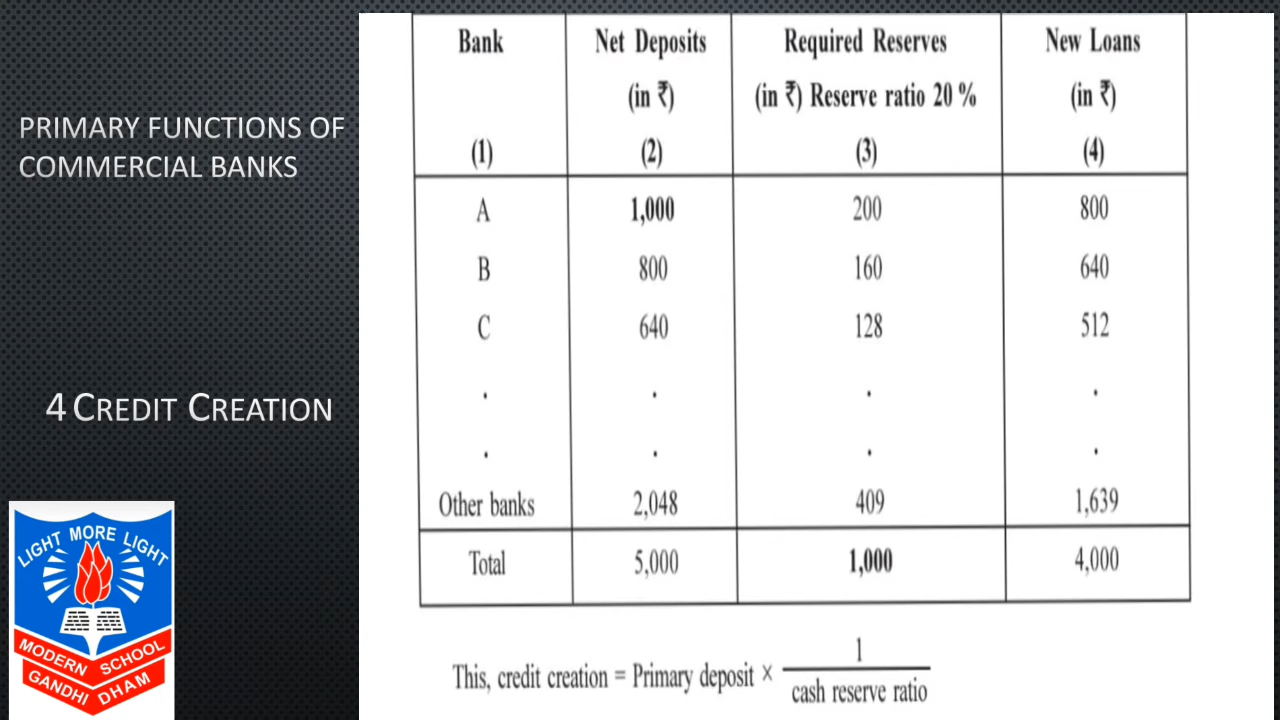 PRIMARY FUNCTIONS OF
COMMERCIAL BANKS
4 CREDIT CREATION
LIGHT MORE LIGHT
MODERN SCHOOL
GANDHI DHAM
Bank Net Deposits Required Reserves New Loans
(in ₹) (in ₹) Reserve ratio 20 % (in ₹)
(1) (2) (3) (4)
A 1,000 200 800
B 800 160 640
C 640 128 512
. . . .
. . . .
Other banks 2,048 409 1,639
Total 5,000 1,000 4,000
This, credit creation = Primary deposit × 1
cash reserve ratio